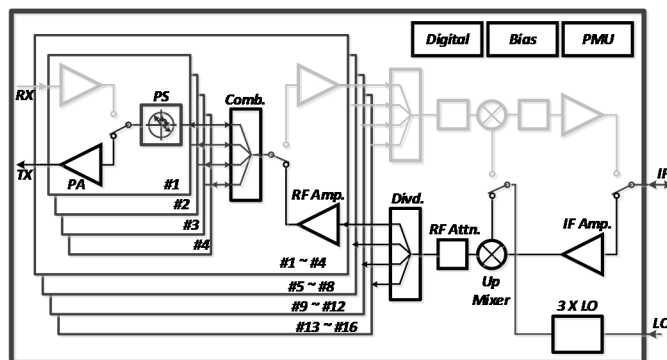 Digital Bias PMU
RX
PS
Comb.
TX
PA
#1
#2
#3
#4
RF Amp.
Divd.
RF Attn.
IF Amp.
IF
#1 ~ #4
#5 ~ #8
#9 ~ #12
#13 ~ #16
Up
Mixer
3 X LO
LO